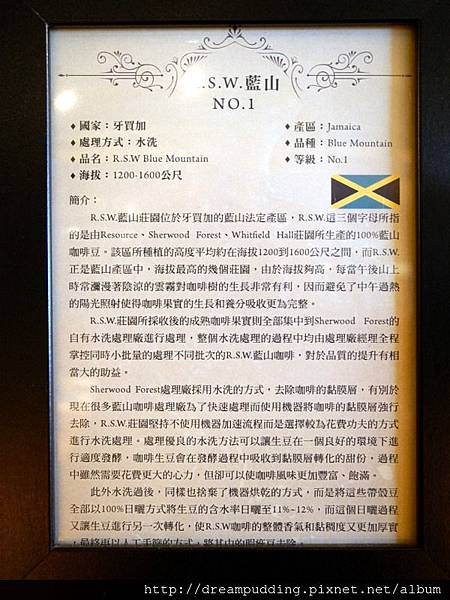 R.S.W.藍山
NO.1
♦ 國家：牙買加
♦ 產區：Jamaica
♦ 處理方式：水洗
♦ 品種：Blue Mountain
♦ 品名：R.S.W Blue Mountain
♦ 等級：No.1
♦ 海拔：1200-1600公尺
簡介：
R.S.W.藍山莊園位於牙買加的藍山法定產區，R.S.W.這三個字母所指
的是由Resource、Sherwood Forest、Whitfield Hall莊園所生產的100%藍山
咖啡豆。該區所種植的高度平均約在海拔1200到1600公尺之間，而R.S.W.
正是藍山產區中，海拔最高的幾個莊園，由於海拔夠高，每當午後山上
時常瀰漫著陰涼的雲霧對咖啡樹的生長非常有利，因而避免了中午過熱
的陽光照射使得咖啡果實的生長和養分吸收更為完整。
R.S.W.莊園所採收後的成熟咖啡果實則全部集中到Sherwood Forest的
自有水洗處理廠進行處理，整個水洗處理的過程中均由處理廠經理全程
掌控同時小批量的處理不同批次的R.S.W.藍山咖啡，對於品質的提升有相
當大的助益。
Sherwood Forest處理廠採用水洗的方式，去除咖啡的黏膜層，有別於
現在很多藍山咖啡處理廠為了快速處理而使用機器將咖啡的黏膜層強行
去除，R.S.W.莊園堅持不使用機器加速流程而是選擇較為花費功夫的方式
進行水洗處理。處理優良的水洗方法可以讓生豆在一個良好的環境下進
行適度發酵，咖啡生豆會在發酵過程中吸收到黏膜層轉化的甜份，過程
中雖然需要花費更大的心力，但卻可以使咖啡風味更加豐富、飽滿。
此外水洗過後，同樣也捨棄了機器烘乾的方式，而是將這些帶殼豆
全部以100%日曬方式將生豆的含水率日曬至11%~12%，而這個日曬過程
又讓生豆進行另一次轉化，使R.S.W.咖啡的整體香氣和黏稠度又更加厚實
，最終再以人工手篩的方式，將其中的瑕疵豆去除。
http://dreampudding.pixnet.net/album